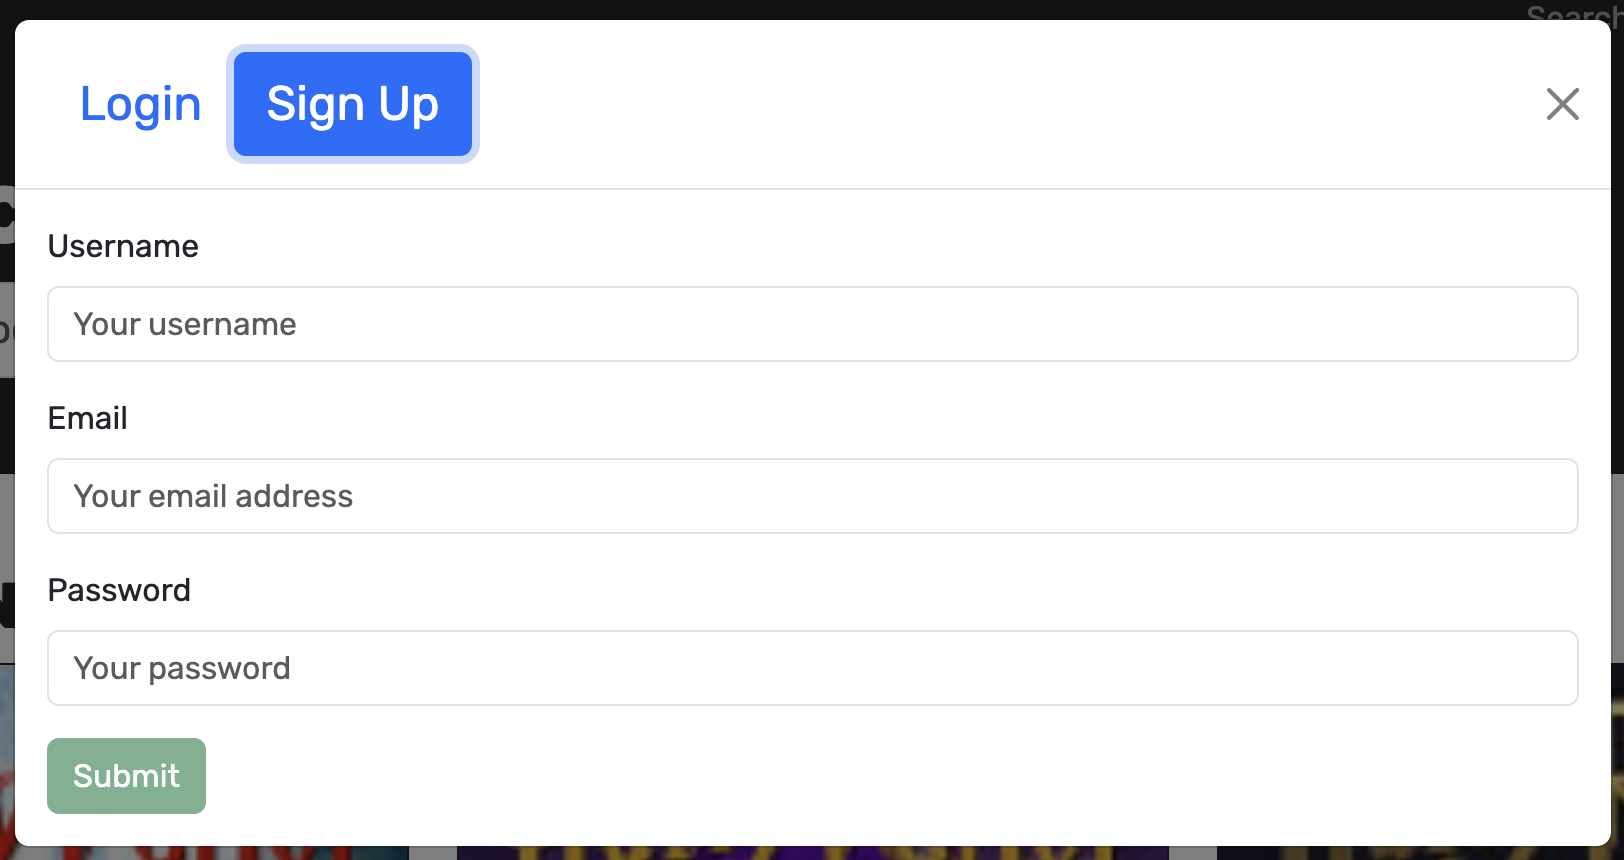 Search
Login
Sign Up
Username
Your username
Email
Your email address
Password
Your password
Submit